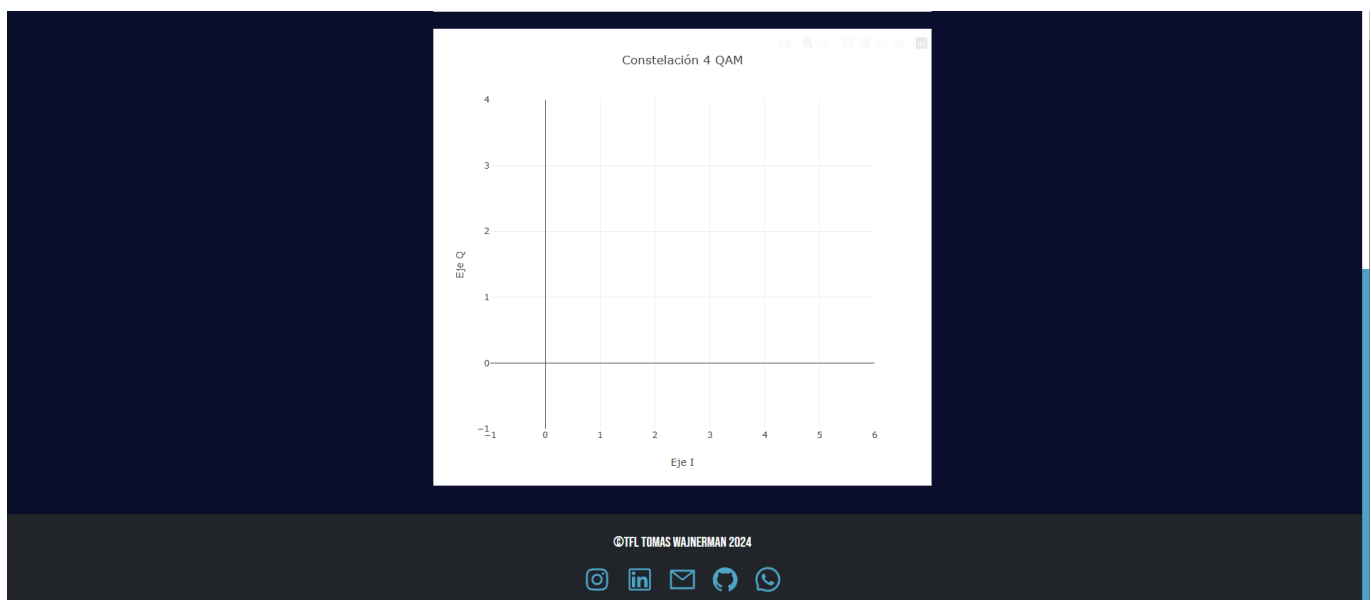 Constelación 4 QAM
4
3
2
1
0
−1
Eje Q
−1 0 1 2 3 4 5 6
Eje I
©TFL TOMAS WAJNERMAN 2024
in